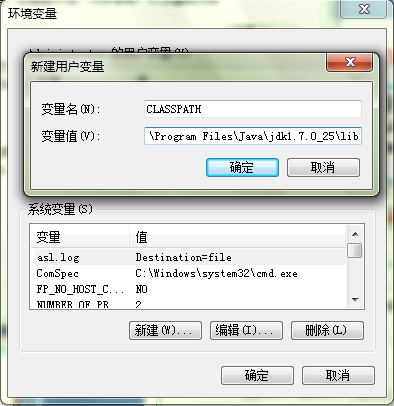 环境变量
的用户变量(U)
新建用户变量
变量名(N):
CLASSPATH
变量值(V):
\Program Files\Java\jdk1.7.0_25\lib
确定
取消
系统变量(S)
变量
值
asl.log
Destination=file
ComSpec
C:\Windows\system32\cmd.exe
FP_NO_HOST_C...
NO
NUMBER_OF_PR
2
新建(W)...
编辑(I)...
删除(L)
确定
取消